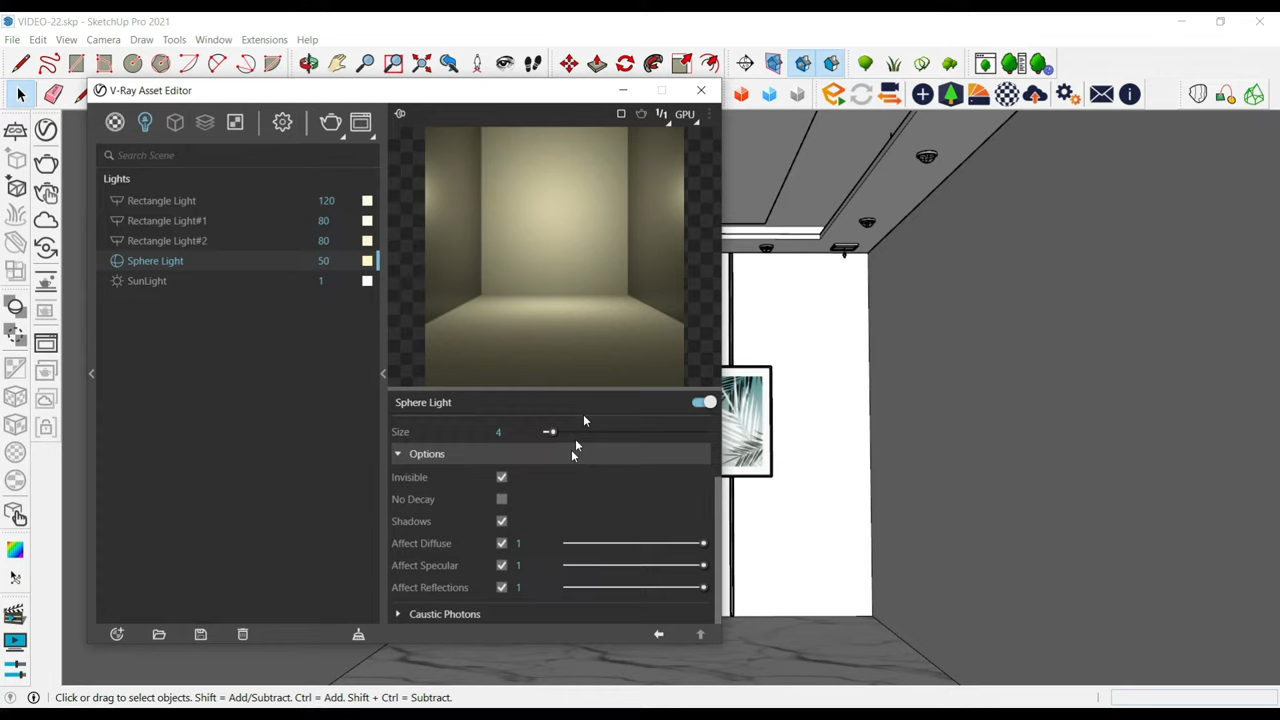 VIDEO-22.skp - SketchUp Pro 2021
File Edit View Camera Draw Tools Window Extensions Help
V-Ray Asset Editor
1/1 GPU
Search Scene
Lights
Rectangle Light 120
Rectangle Light#1 80
Rectangle Light#2 80
Sphere Light 50
SunLight 1
Sphere Light
Size 4
Options
Invisible
No Decay
Shadows
Affect Diffuse 1
Affect Specular 1
Affect Reflections 1
Caustic Photons
Click or drag to select objects. Shift = Add/Subtract. Ctrl = Add. Shift + Ctrl = Subtract.